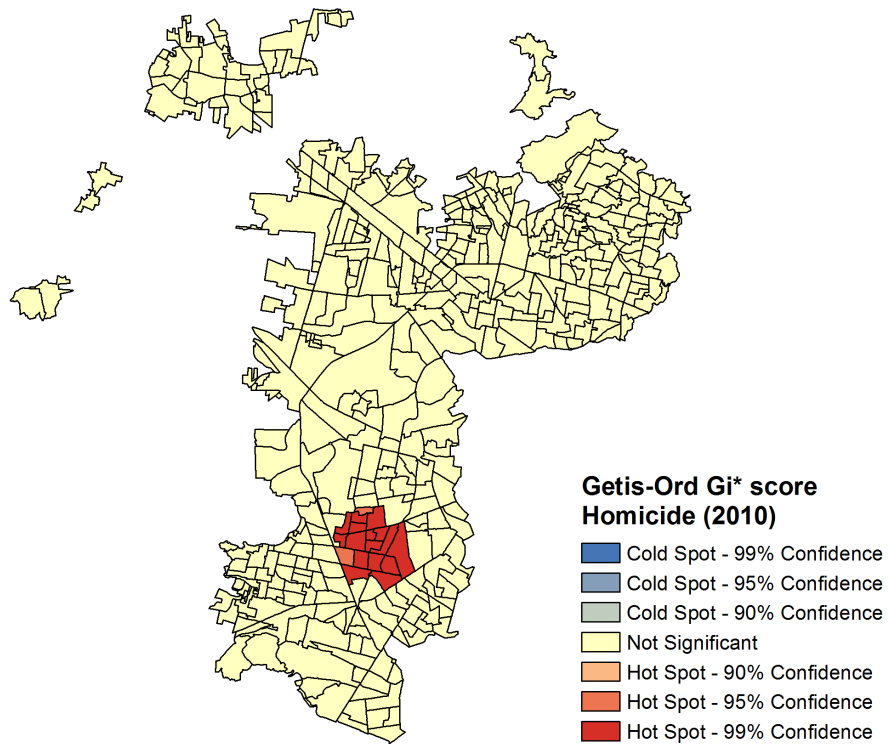 Getis-Ord Gi* score
Homicide (2010)
Cold Spot - 99% Confidence
Cold Spot - 95% Confidence
Cold Spot - 90% Confidence
Not Significant
Hot Spot - 90% Confidence
Hot Spot - 95% Confidence
Hot Spot - 99% Confidence